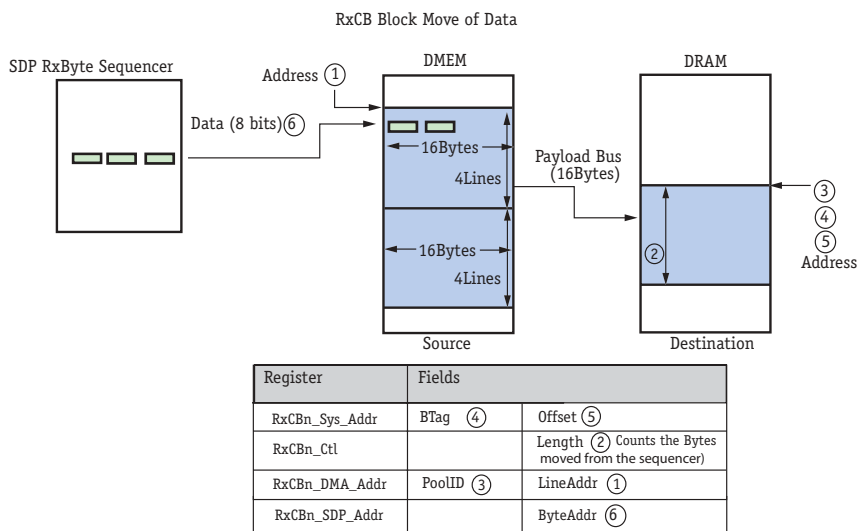 RxCB Block Move of Data
SDP RxByte Sequencer
DMEM
DRAM
Address ①
Data (8 bits)⑥
16Bytes
4Lines
Payload Bus
(16Bytes)
③
④
⑤
Address
②
16Bytes
4Lines
Source
Destination
Register Fields
RxCBn_Sys_Addr BTag ④ Offset ⑤
RxCBn_Ctl Length ② Counts the Bytes
moved from the sequencer)
RxCBn_DMA_Addr PoolID ③ LineAddr ①
RxCBn_SDP_Addr ByteAddr ⑥